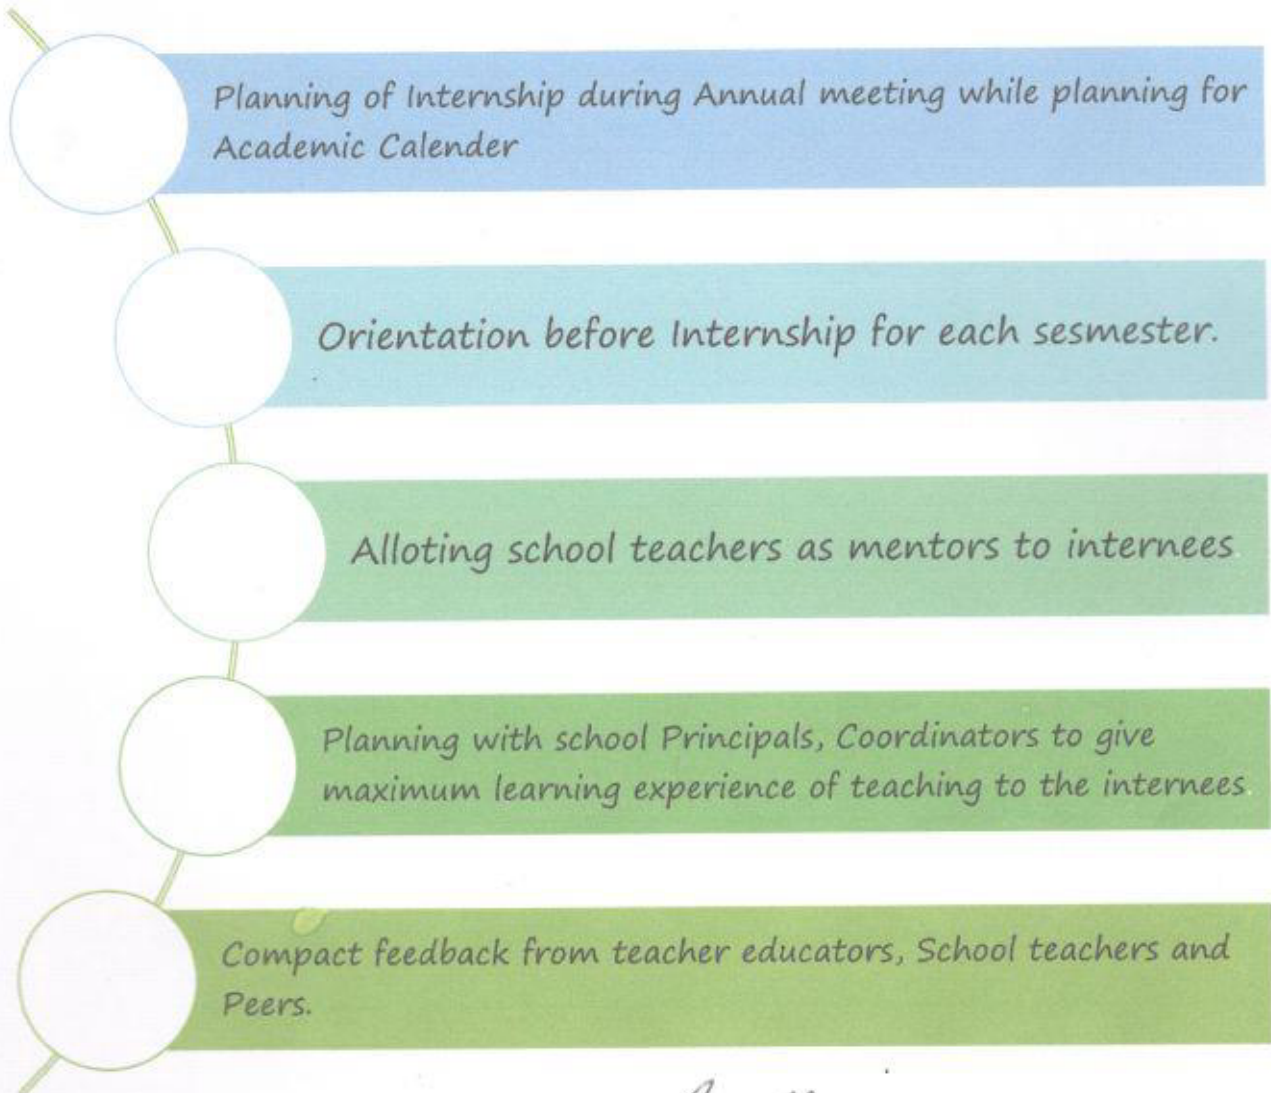 Planning of Internship during Annual meeting while planning for
Academic Calender
Orientation before Internship for each sesmester.
Alloting school teachers as mentors to internees.
Planning with school Principals, Coordinators to give
maximum learning experience of teaching to the internees.
Compact feedback from teacher educators, School teachers and
Peers.